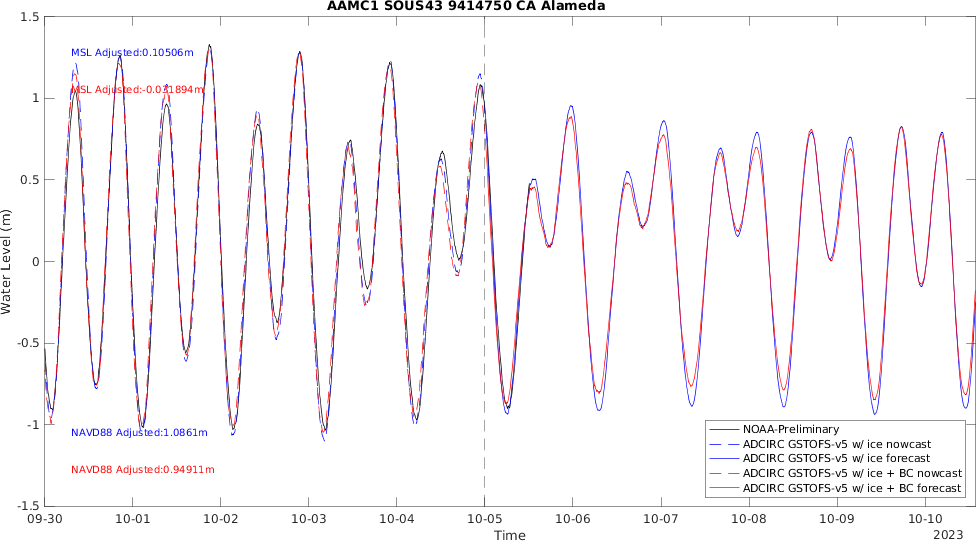 AAMC1 SOUS43 9414750 CA Alameda
1.5
1
0.5
0
-0.5
-1
-1.5
Water Level (m)
MSL Adjusted:0.10506m
MSL Adjusted:-0.031894m
NAVD88 Adjusted:1.0861m
NAVD88 Adjusted:0.94911m
NOAA-Preliminary
ADCIRC GSTOFS-v5 w/ ice nowcast
ADCIRC GSTOFS-v5 w/ ice forecast
ADCIRC GSTOFS-v5 w/ ice + BC nowcast
ADCIRC GSTOFS-v5 w/ ice + BC forecast
09-30 10-01 10-02 10-03 10-04 10-05 10-06 10-07 10-08 10-09 10-10
Time
2023